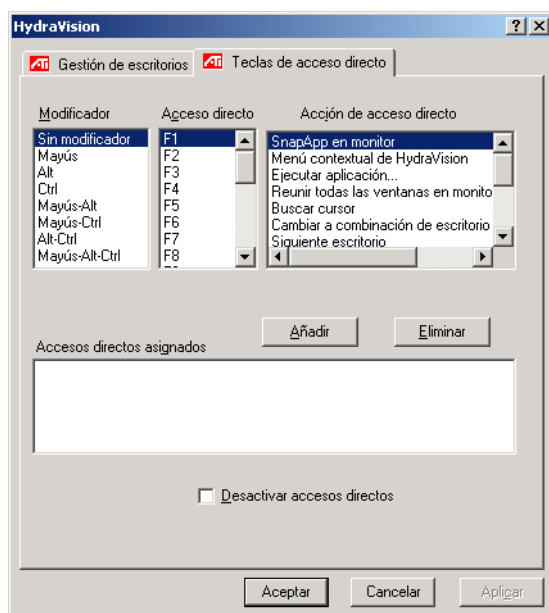 HydraVision
ATI Gestión de escritorios
ATI Teclas de acceso directo
Modificador
Acceso directo
Acción de acceso directo
Sin modificador
Mayús
Alt
Ctrl
Mayús-Alt
Mayús-Ctrl
Alt-Ctrl
Mayús-Alt-Ctrl
F1
F2
F3
F4
F5
F6
F7
F8
SnapApp en monitor
Menú contextual de HydraVision
Ejecutar aplicación...
Reunir todas las ventanas en monito
Buscar cursor
Cambiar a combinación de escritorio
Siguiente escritorio
Añadir
Eliminar
Accesos directos asignados
Desactivar accesos directos
Aceptar
Cancelar
Aplicar